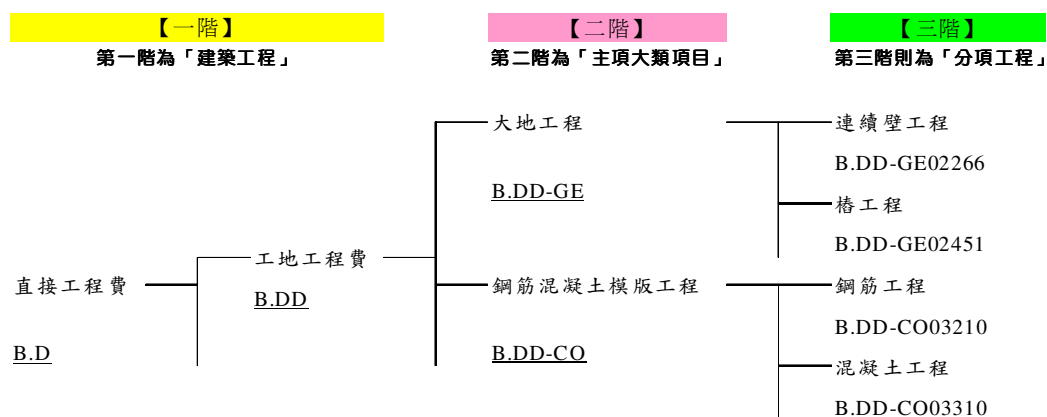 【一階】
第一階為「建築工程」
【二階】
第二階為「主項大類項目」
【三階】
第三階則為「分項工程」
直接工程費
B.D
工地工程費
B.DD
大地工程
B.DD-GE
鋼筋混凝土模版工程
B.DD-CO
連續壁工程
B.DD-GE02266
樁工程
B.DD-GE02451
鋼筋工程
B.DD-CO03210
混凝土工程
B.DD-CO03310